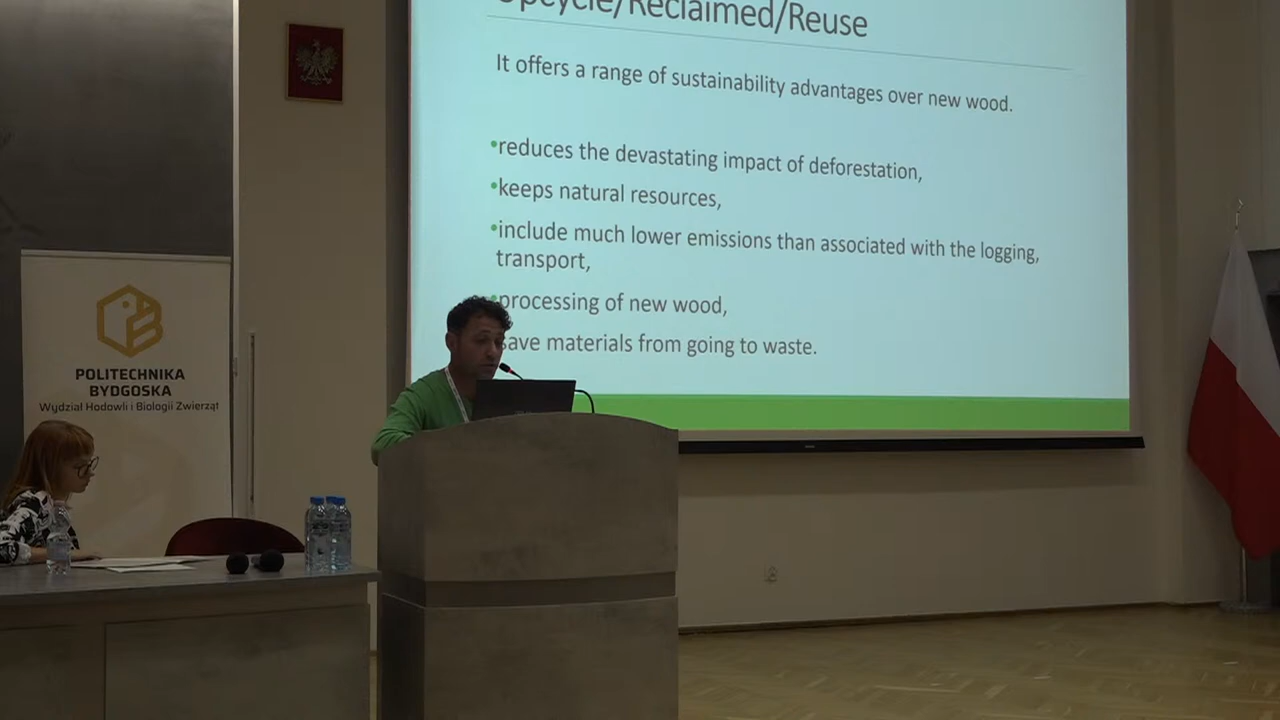 Upcycle/Reclaimed/Reuse
It offers a range of sustainability advantages over new wood.
•reduces the devastating impact of deforestation,
•keeps natural resources,
•include much lower emissions than associated with the logging,
transport,
•processing of new wood,
save materials from going to waste.
POLITECHNIKA
BYDGOSKA
Wydział Hodowli i Biologii Zwierząt